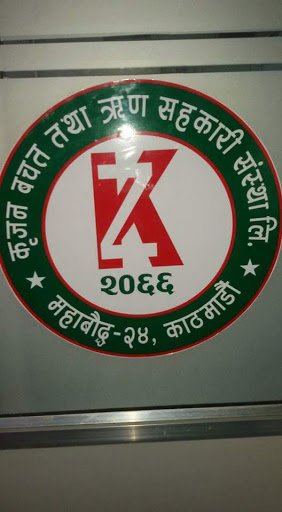 कृजन बचत तथा ऋण सहकारी संस्था लि.
२०६६
महाबौद्ध-२४, काठमाडौं